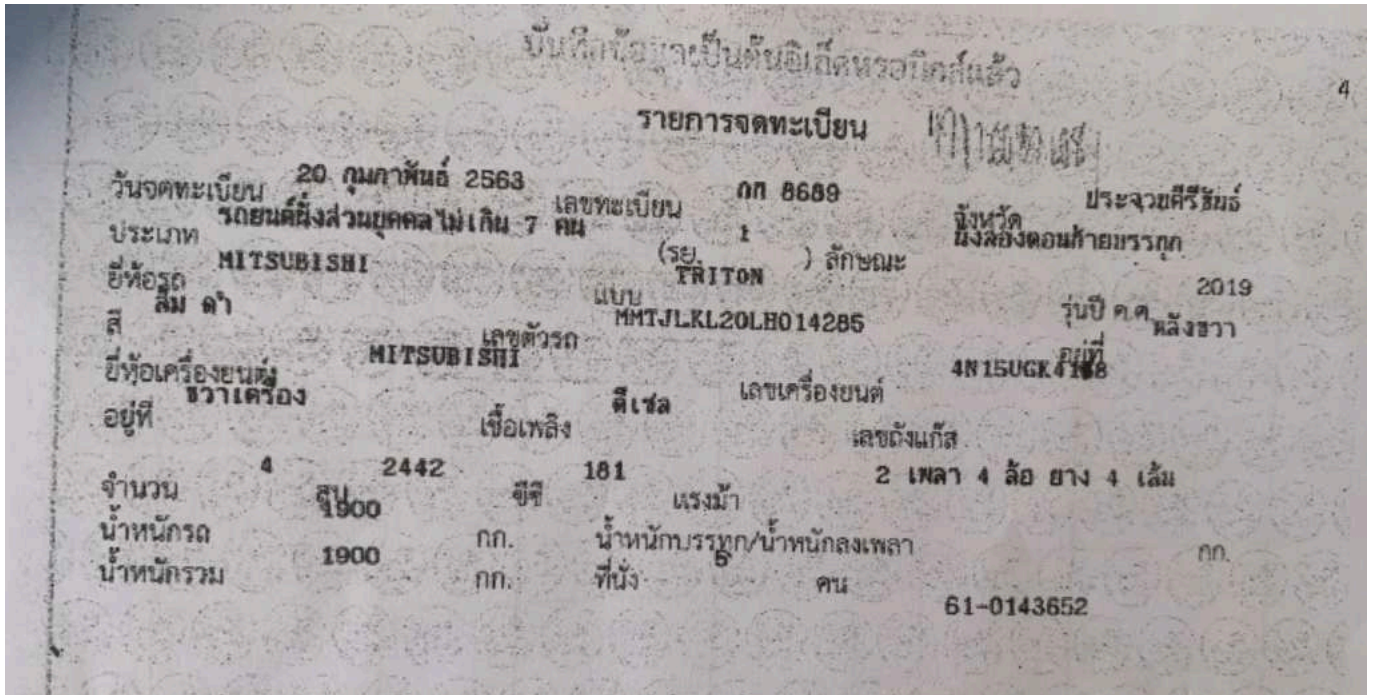 บันทึกข้อมูลเป็นต้นอิเล็คทรอนิกส์แล้ว
4
รายการจดทะเบียน
วันจดทะเบียน 20 กุมภาพันธ์ 2563 เลขทะเบียน กก 8689 จังหวัด ประจวบคีรีขันธ์
ประเภท รถยนต์นั่งส่วนบุคคลไม่เกิน 7 คน (รย. 1 ) ลักษณะ นั่งสองตอนท้ายบรรทุก
ยี่ห้อรถ MITSUBISHI แบบ TRITON รุ่นปี ค.ศ. 2019
สี ส้ม ดำ เลขตัวรถ MMTJLKL20LH014285 อยู่ที่ หลังขวา
ยี่ห้อเครื่องยนต์ MITSUBISHI เลขเครื่องยนต์
อยู่ที่ ขวาเครื่อง เชื้อเพลิง ดีเซล เลขถังแก๊ส
จำนวน 4 สูบ 2442 ซีซี 181 แรงม้า 2 เพลา 4 ล้อ ยาง 4 เส้น
น้ำหนักรถ 1900 กก. น้ำหนักบรรทุก/น้ำหนักลงเพลา กก.
น้ำหนักรวม 1900 กก. ที่นั่ง 5 คน
61-0143652